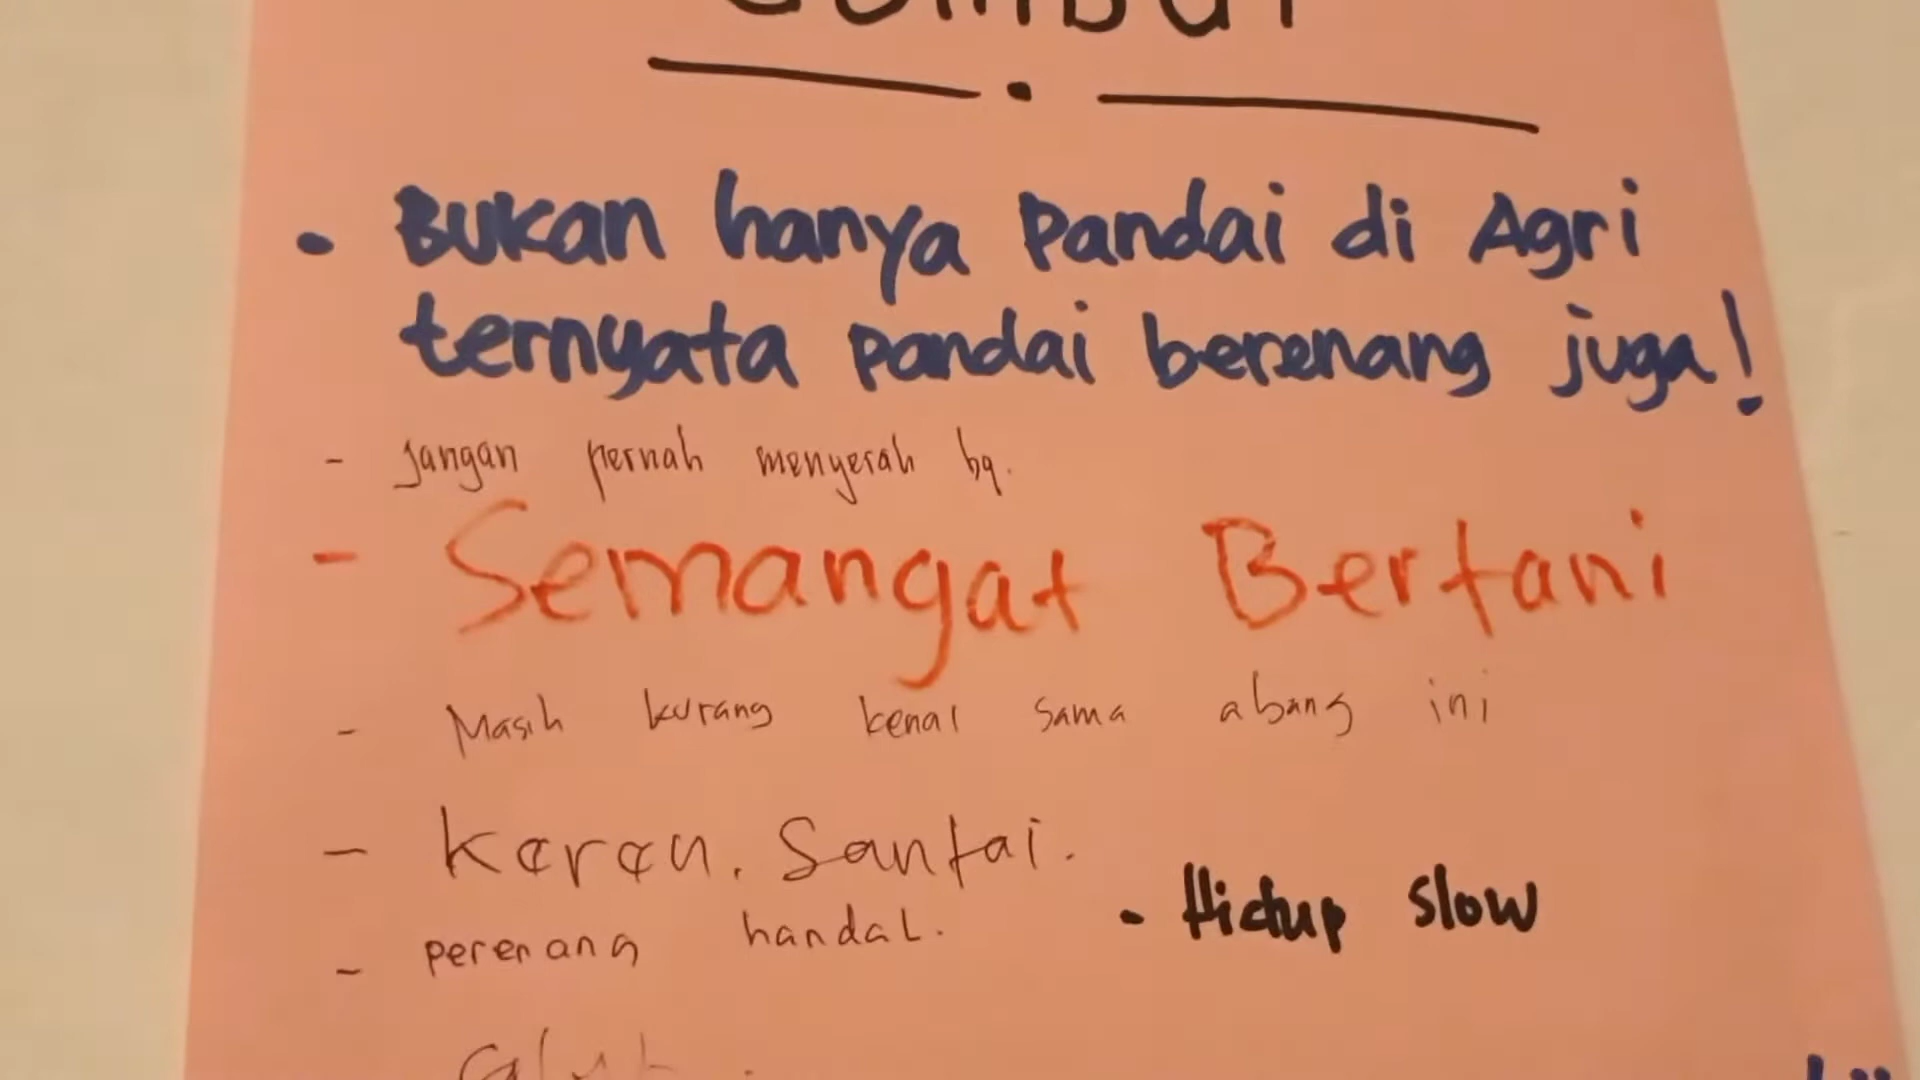 • Bukan hanya Pandai di Agri
ternyata pandai berenang juga!
- Jangan pernah menyerah bg.
- Semangat Bertani
- Masih kurang kenal sama abang ini
- Keren. Santai.
• Hidup slow
- perenang handal.